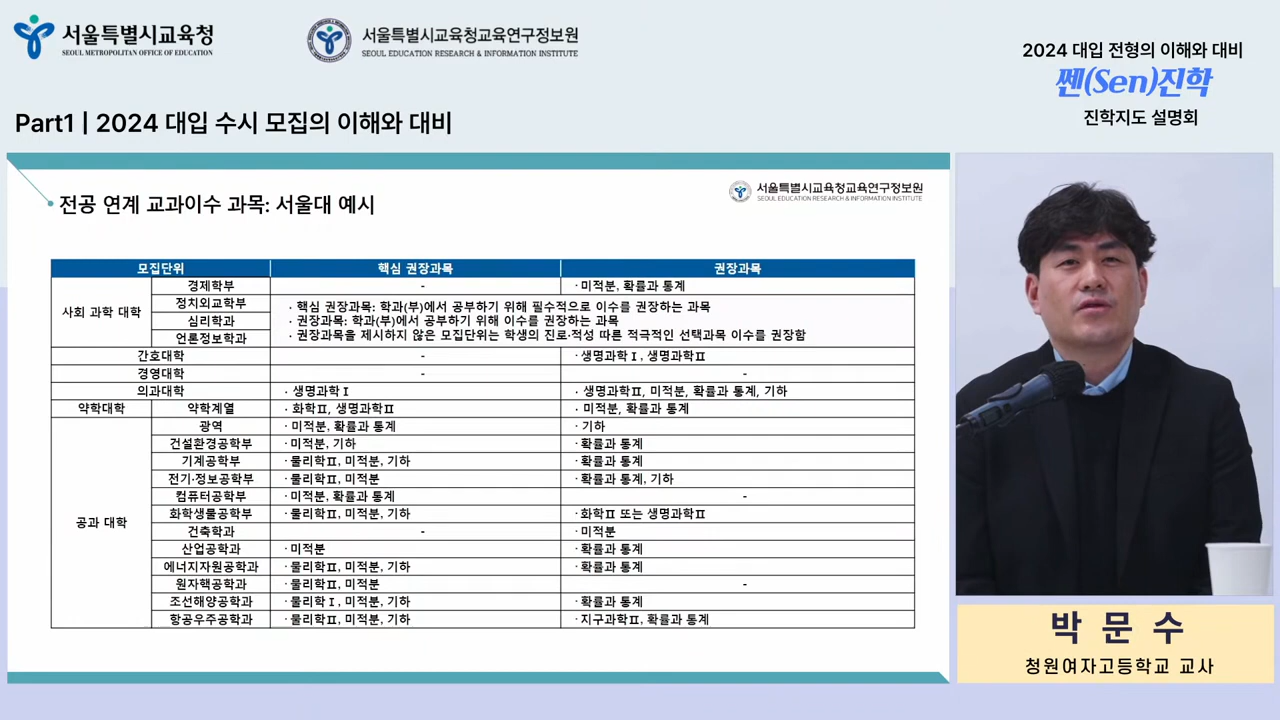 서울특별시교육청
SEOUL METROPOLITAN OFFICE OF EDUCATION
서울특별시교육청교육연구정보원
SEOUL EDUCATION RESEARCH & INFORMATION INSTITUTE
2024 대입 전형의 이해와 대비
쎈(Sen)진학
진학지도 설명회
Part1 | 2024 대입 수시 모집의 이해와 대비
전공 연계 교과이수 과목: 서울대 예시
서울특별시교육청교육연구정보원
SEOUL EDUCATION RESEARCH & INFORMATION INSTITUTE
모집단위 핵심 권장과목 권장과목
사회 과학 대학
경제학부 - · 미적분, 확률과 통계
정치외교학부
심리학과
언론정보학과
· 핵심 권장과목: 학과(부)에서 공부하기 위해 필수적으로 이수를 권장하는 과목
· 권장과목: 학과(부)에서 공부하기 위해 이수를 권장하는 과목
· 권장과목을 제시하지 않은 모집단위는 학생의 진로·적성 따른 적극적인 선택과목 이수를 권장함
간호대학 - · 생명과학Ⅰ, 생명과학Ⅱ
경영대학 - -
의과대학 · 생명과학Ⅰ · 생명과학Ⅱ, 미적분, 확률과 통계, 기하
약학대학 약학계열 · 화학Ⅱ, 생명과학Ⅱ · 미적분, 확률과 통계
공과 대학
광역 · 미적분, 확률과 통계 · 기하
건설환경공학부 · 미적분, 기하 · 확률과 통계
기계공학부 · 물리학Ⅱ, 미적분, 기하 · 확률과 통계
전기·정보공학부 · 물리학Ⅱ, 미적분 · 확률과 통계, 기하
컴퓨터공학부 · 미적분, 확률과 통계 -
화학생물공학부 · 물리학Ⅱ, 미적분, 기하 · 화학Ⅱ 또는 생명과학Ⅱ
건축학과 - · 미적분
산업공학과 · 미적분 · 확률과 통계
에너지자원공학과 · 물리학Ⅱ, 미적분, 기하 · 확률과 통계
원자핵공학과 · 물리학Ⅱ, 미적분 -
조선해양공학과 · 물리학Ⅰ, 미적분, 기하 · 확률과 통계
항공우주공학과 · 물리학Ⅱ, 미적분, 기하 · 지구과학Ⅱ, 확률과 통계
박 문 수
청원여자고등학교 교사